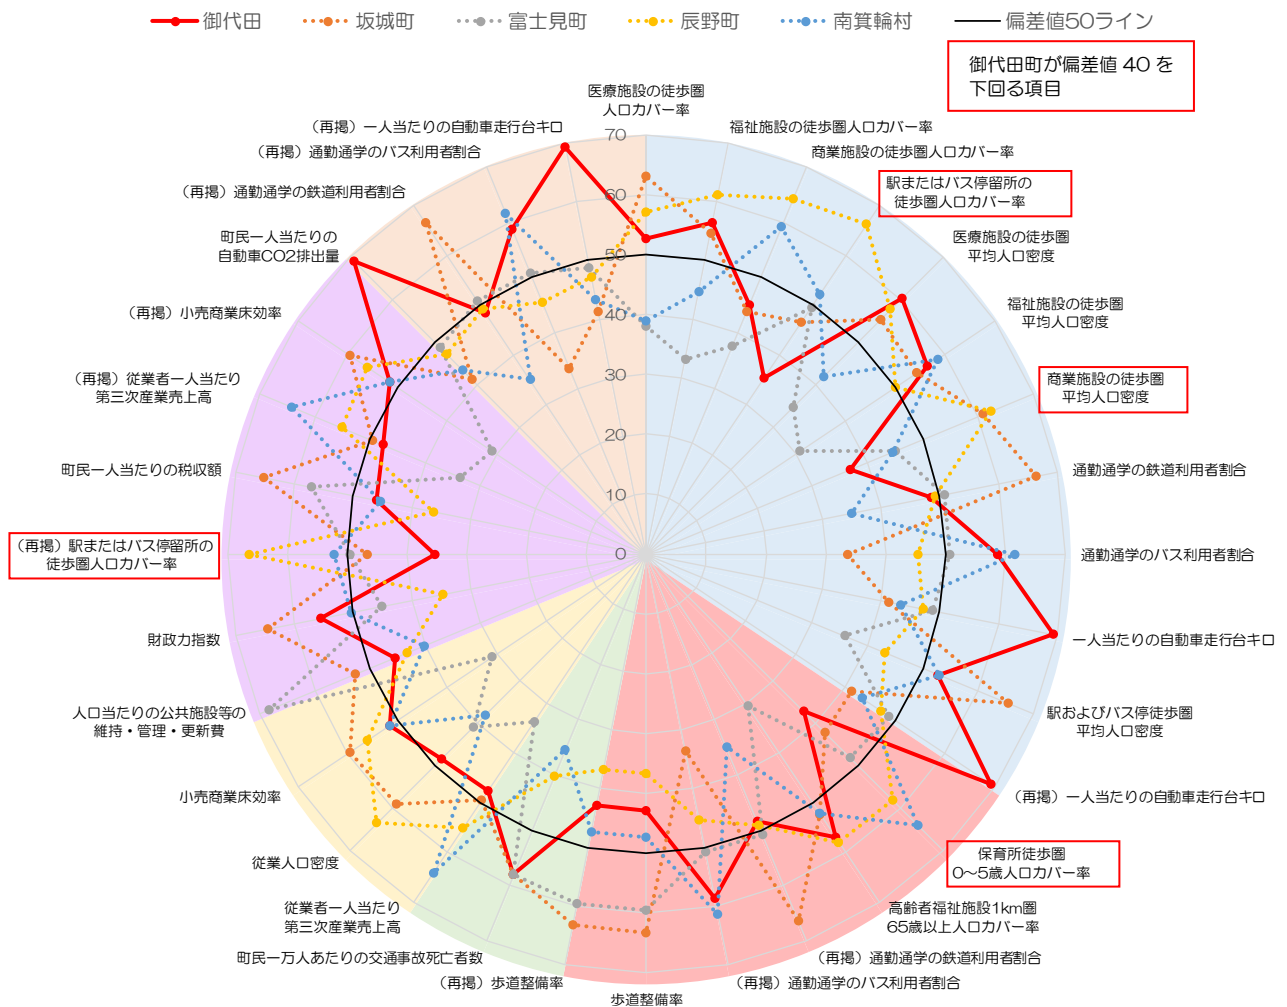 御代田
坂城町
富士見町
辰野町
南箕輪村
偏差値50ライン
御代田町が偏差値 40 を
下回る項目
医療施設の徒歩圏
人口カバー率
福祉施設の徒歩圏人口カバー率
商業施設の徒歩圏人口カバー率
駅またはバス停留所の
徒歩圏人口カバー率
医療施設の徒歩圏
平均人口密度
福祉施設の徒歩圏
平均人口密度
商業施設の徒歩圏
平均人口密度
通勤通学の鉄道利用者割合
通勤通学のバス利用者割合
一人当たりの自動車走行台キロ
駅およびバス停徒歩圏
平均人口密度
（再掲）一人当たりの自動車走行台キロ
保育所徒歩圏
0～5歳人口カバー率
高齢者福祉施設1km圏
65歳以上人口カバー率
（再掲）通勤通学の鉄道利用者割合
（再掲）通勤通学のバス利用者割合
歩道整備率
（再掲）歩道整備率
町民一万人あたりの交通事故死亡者数
従業者一人当たり
第三次産業売上高
従業人口密度
小売商業床効率
人口当たりの公共施設等の
維持・管理・更新費
財政力指数
（再掲）駅またはバス停留所の
徒歩圏人口カバー率
町民一人当たりの税収額
（再掲）従業者一人当たり
第三次産業売上高
（再掲）小売商業床効率
町民一人当たりの
自動車CO2排出量
（再掲）通勤通学の鉄道利用者割合
（再掲）通勤通学のバス利用者割合
（再掲）一人当たりの自動車走行台キロ
70
60
50
40
30
20
10
0